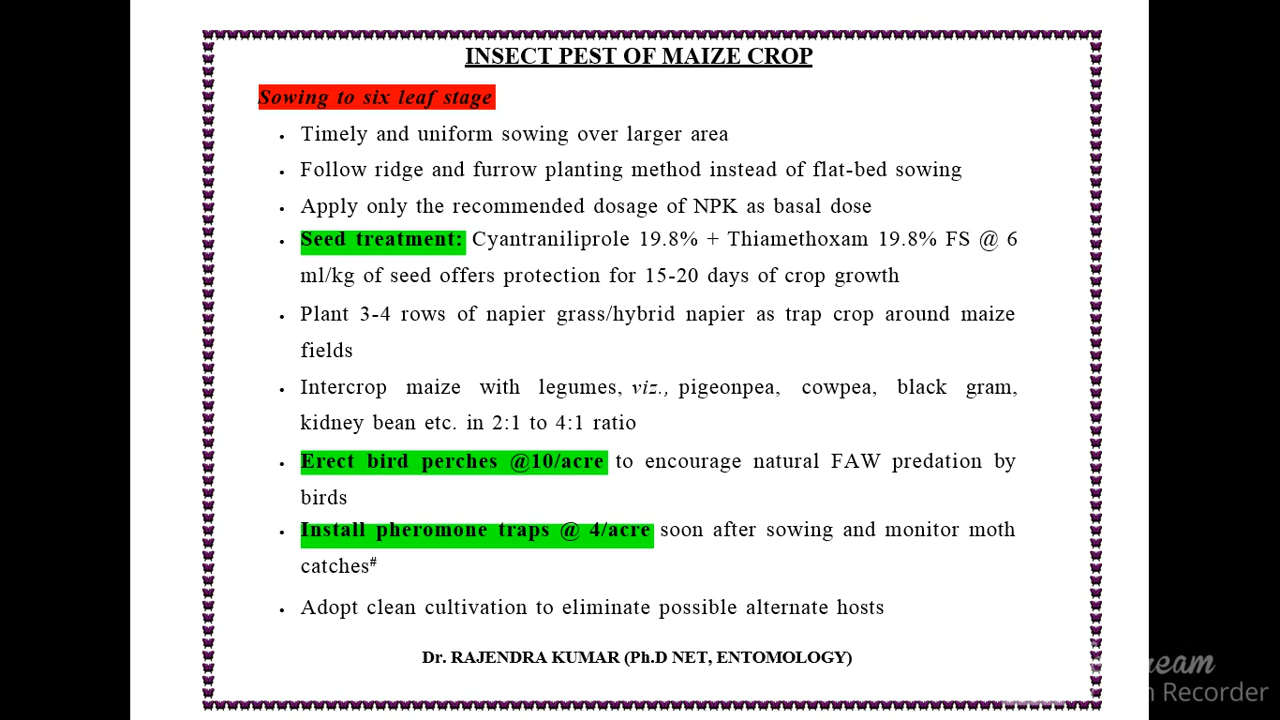 INSECT PEST OF MAIZE CROP
Sowing to six leaf stage
• Timely and uniform sowing over larger area
• Follow ridge and furrow planting method instead of flat-bed sowing
• Apply only the recommended dosage of NPK as basal dose
• Seed treatment: Cyantraniliprole 19.8% + Thiamethoxam 19.8% FS @ 6
ml/kg of seed offers protection for 15-20 days of crop growth
• Plant 3-4 rows of napier grass/hybrid napier as trap crop around maize
fields
• Intercrop maize with legumes, viz., pigeonpea, cowpea, black gram,
kidney bean etc. in 2:1 to 4:1 ratio
• Erect bird perches @10/acre to encourage natural FAW predation by
birds
• Install pheromone traps @ 4/acre soon after sowing and monitor moth
catches#
• Adopt clean cultivation to eliminate possible alternate hosts
Dr. RAJENDRA KUMAR (Ph.D NET, ENTOMOLOGY)
Recorder